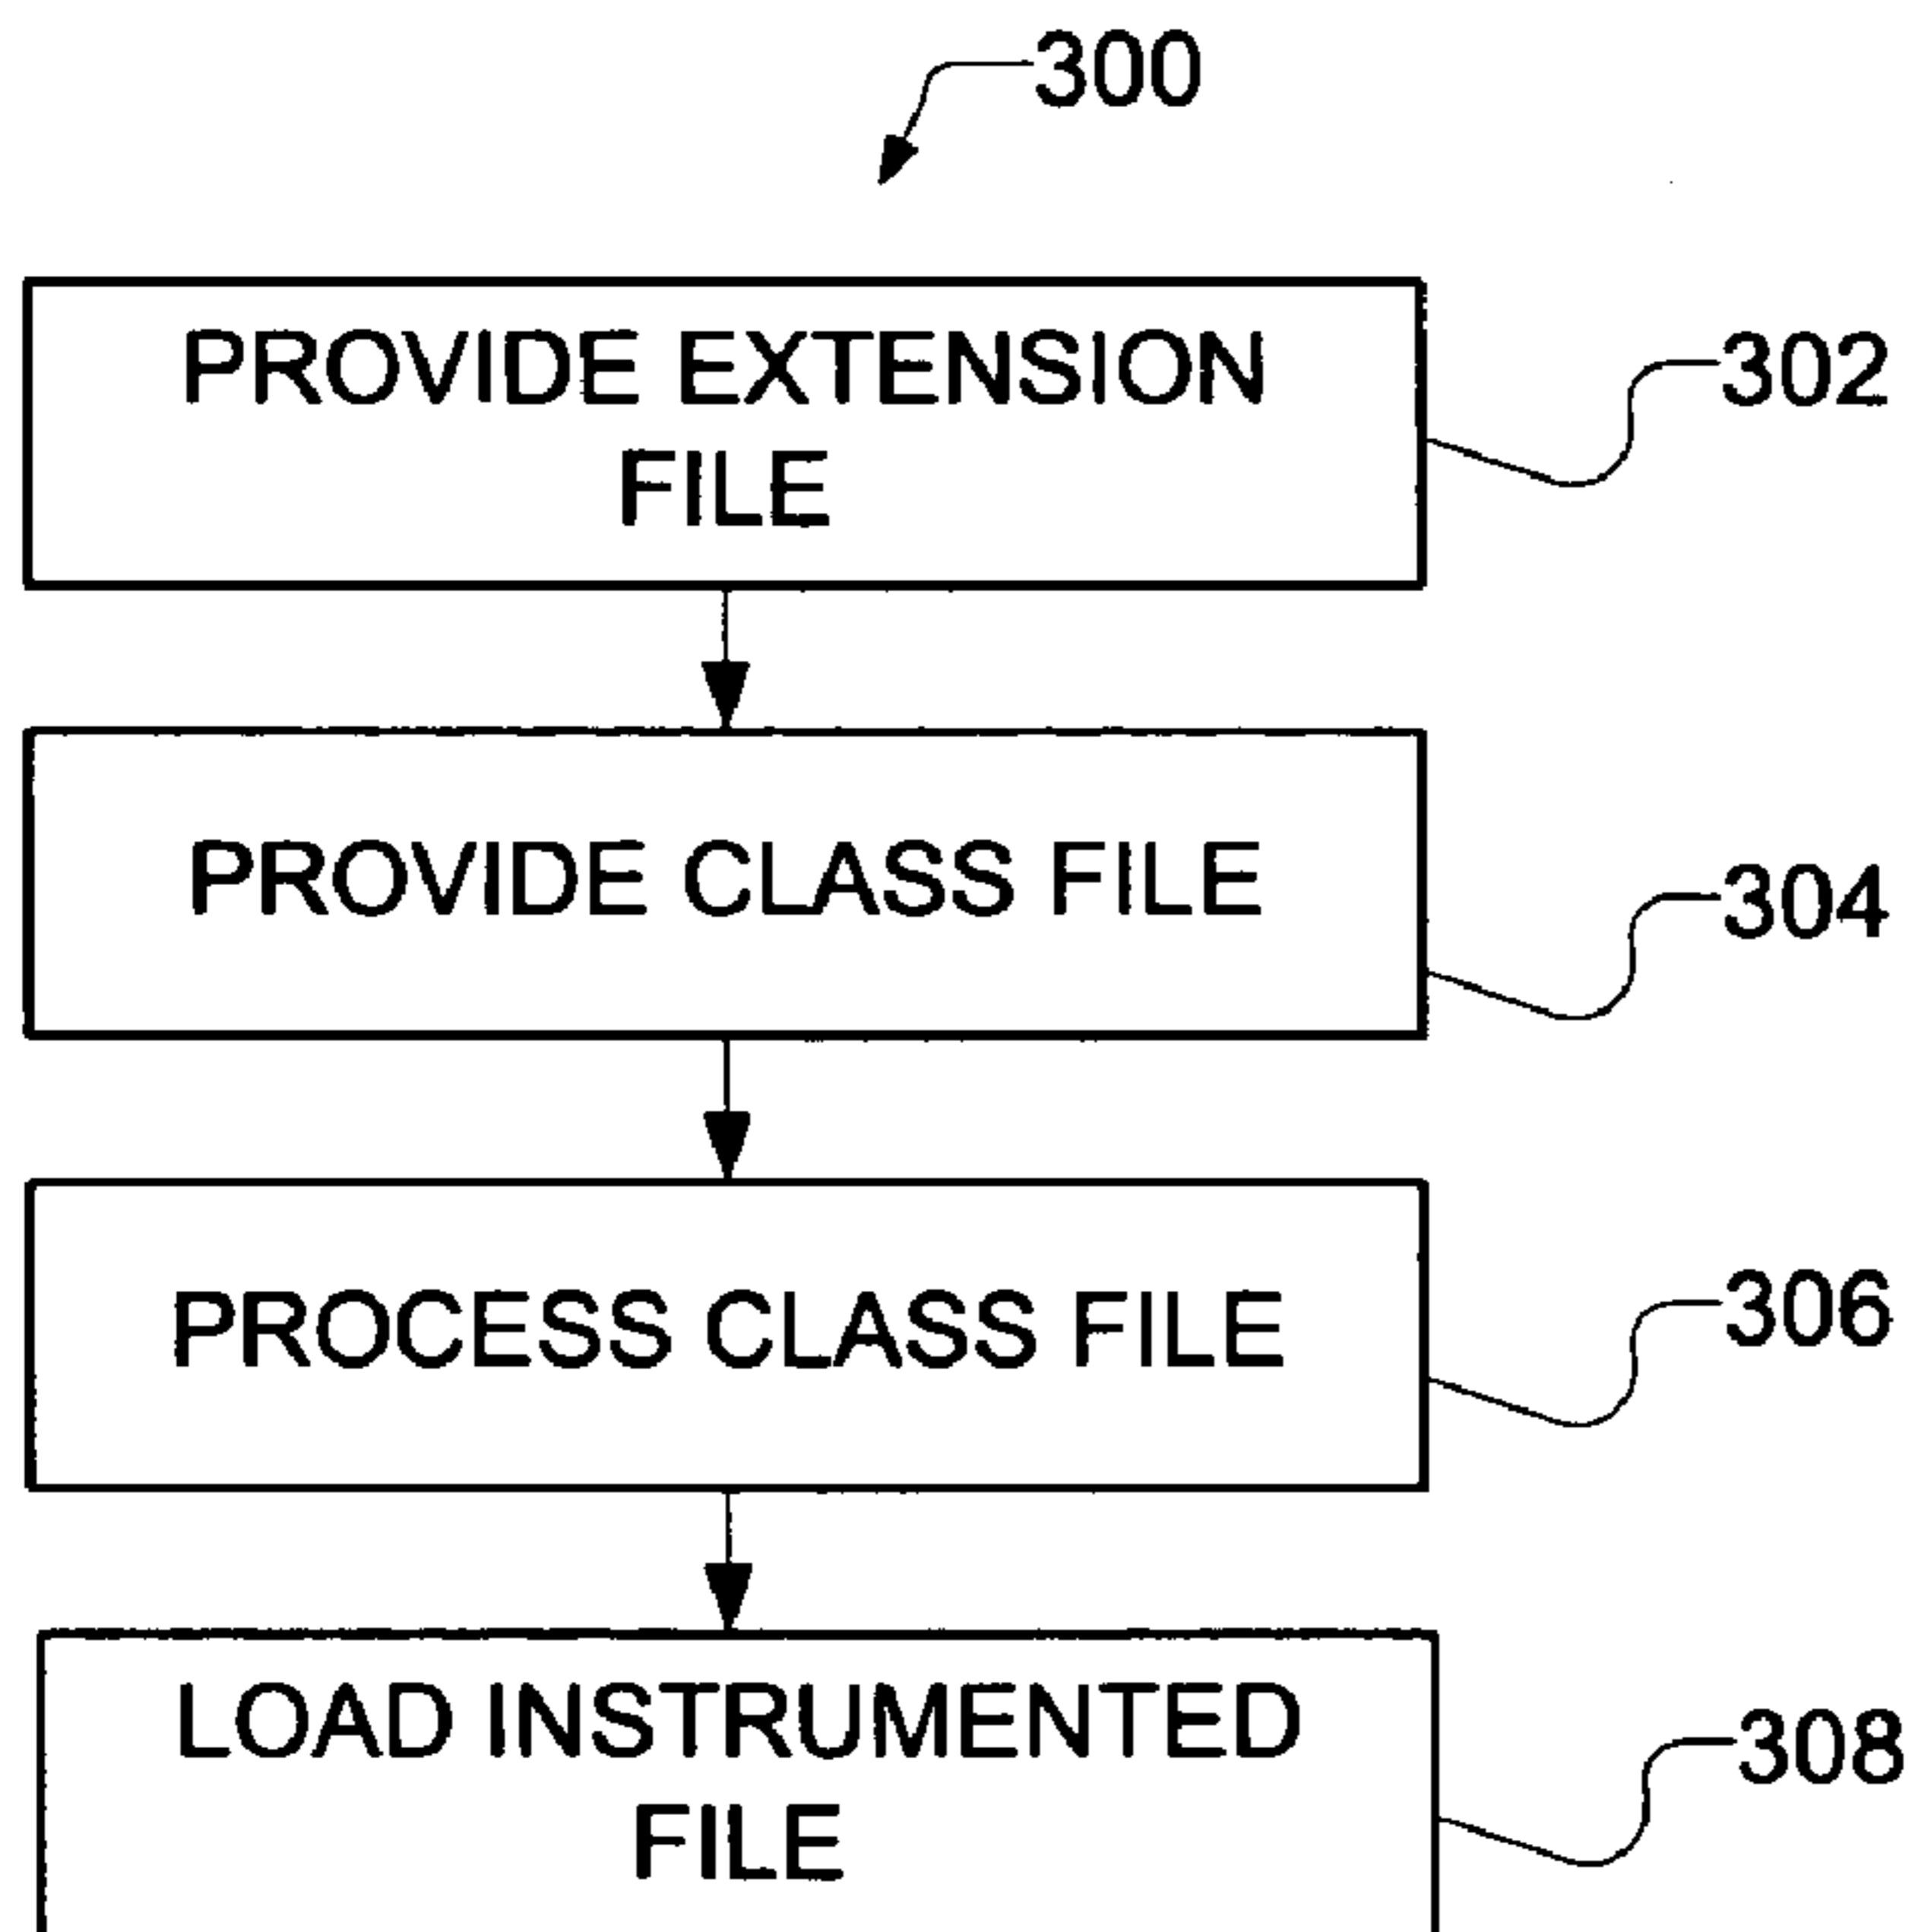 300
PROVIDE EXTENSION
FILE
302
PROVIDE CLASS FILE
304
PROCESS CLASS FILE
306
LOAD INSTRUMENTED
FILE
308